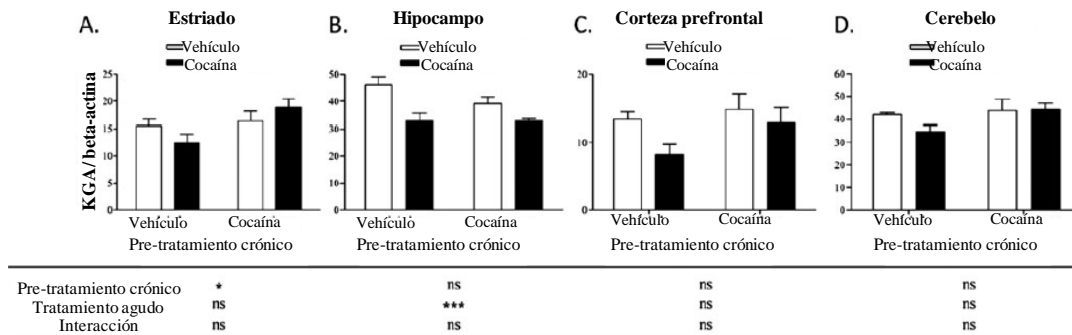 A. Estriado
Vehículo
Cocaína
KGA/beta-actina
25
20
15
10
5
0
Vehículo Cocaína
Pre-tratamiento crónico
B. Hipocampo
Vehículo
Cocaína
50
40
30
20
10
0
Vehículo Cocaína
Pre-tratamiento crónico
C. Corteza prefrontal
Vehículo
Cocaína
20
10
0
Vehículo Cocaína
Pre-tratamiento crónico
D. Cerebelo
Vehículo
Cocaína
60
50
40
30
20
10
0
Vehículo Cocaína
Pre-tratamiento crónico
Pre-tratamiento crónico * ns ns ns
Tratamiento agudo ns *** ns ns
Interacción ns ns ns ns